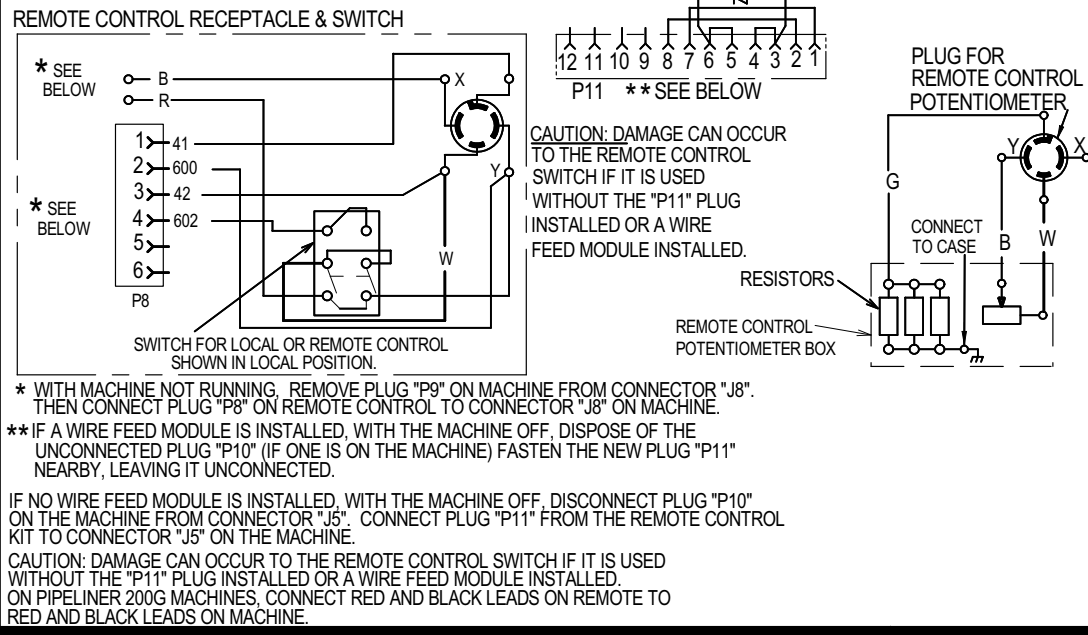 REMOTE CONTROL RECEPTACLE & SWITCH
* SEE
BELOW
B
R
X
1 41
2 600
3 42
4 602
5
6
P8
* SEE
BELOW
Y
W
SWITCH FOR LOCAL OR REMOTE CONTROL
SHOWN IN LOCAL POSITION.
12 11 10 9 8 7 6 5 4 3 2 1
P11 ** SEE BELOW
CAUTION: DAMAGE CAN OCCUR
TO THE REMOTE CONTROL
SWITCH IF IT IS USED
WITHOUT THE "P11" PLUG
INSTALLED OR A WIRE
FEED MODULE INSTALLED.
PLUG FOR
REMOTE CONTROL
POTENTIOMETER
Y
X
G
CONNECT
TO CASE
B
W
RESISTORS
REMOTE CONTROL
POTENTIOMETER BOX
* WITH MACHINE NOT RUNNING, REMOVE PLUG "P9" ON MACHINE FROM CONNECTOR "J8".
THEN CONNECT PLUG "P8" ON REMOTE CONTROL TO CONNECTOR "J8" ON MACHINE.
** IF A WIRE FEED MODULE IS INSTALLED, WITH THE MACHINE OFF, DISPOSE OF THE
UNCONNECTED PLUG "P10" (IF ONE IS ON THE MACHINE) FASTEN THE NEW PLUG "P11"
NEARBY, LEAVING IT UNCONNECTED.
IF NO WIRE FEED MODULE IS INSTALLED, WITH THE MACHINE OFF, DISCONNECT PLUG "P10"
ON THE MACHINE FROM CONNECTOR "J5". CONNECT PLUG "P11" FROM THE REMOTE CONTROL
KIT TO CONNECTOR "J5" ON THE MACHINE.
CAUTION: DAMAGE CAN OCCUR TO THE REMOTE CONTROL SWITCH IF IT IS USED
WITHOUT THE "P11" PLUG INSTALLED OR A WIRE FEED MODULE INSTALLED.
ON PIPELINER 200G MACHINES, CONNECT RED AND BLACK LEADS ON REMOTE TO
RED AND BLACK LEADS ON MACHINE.